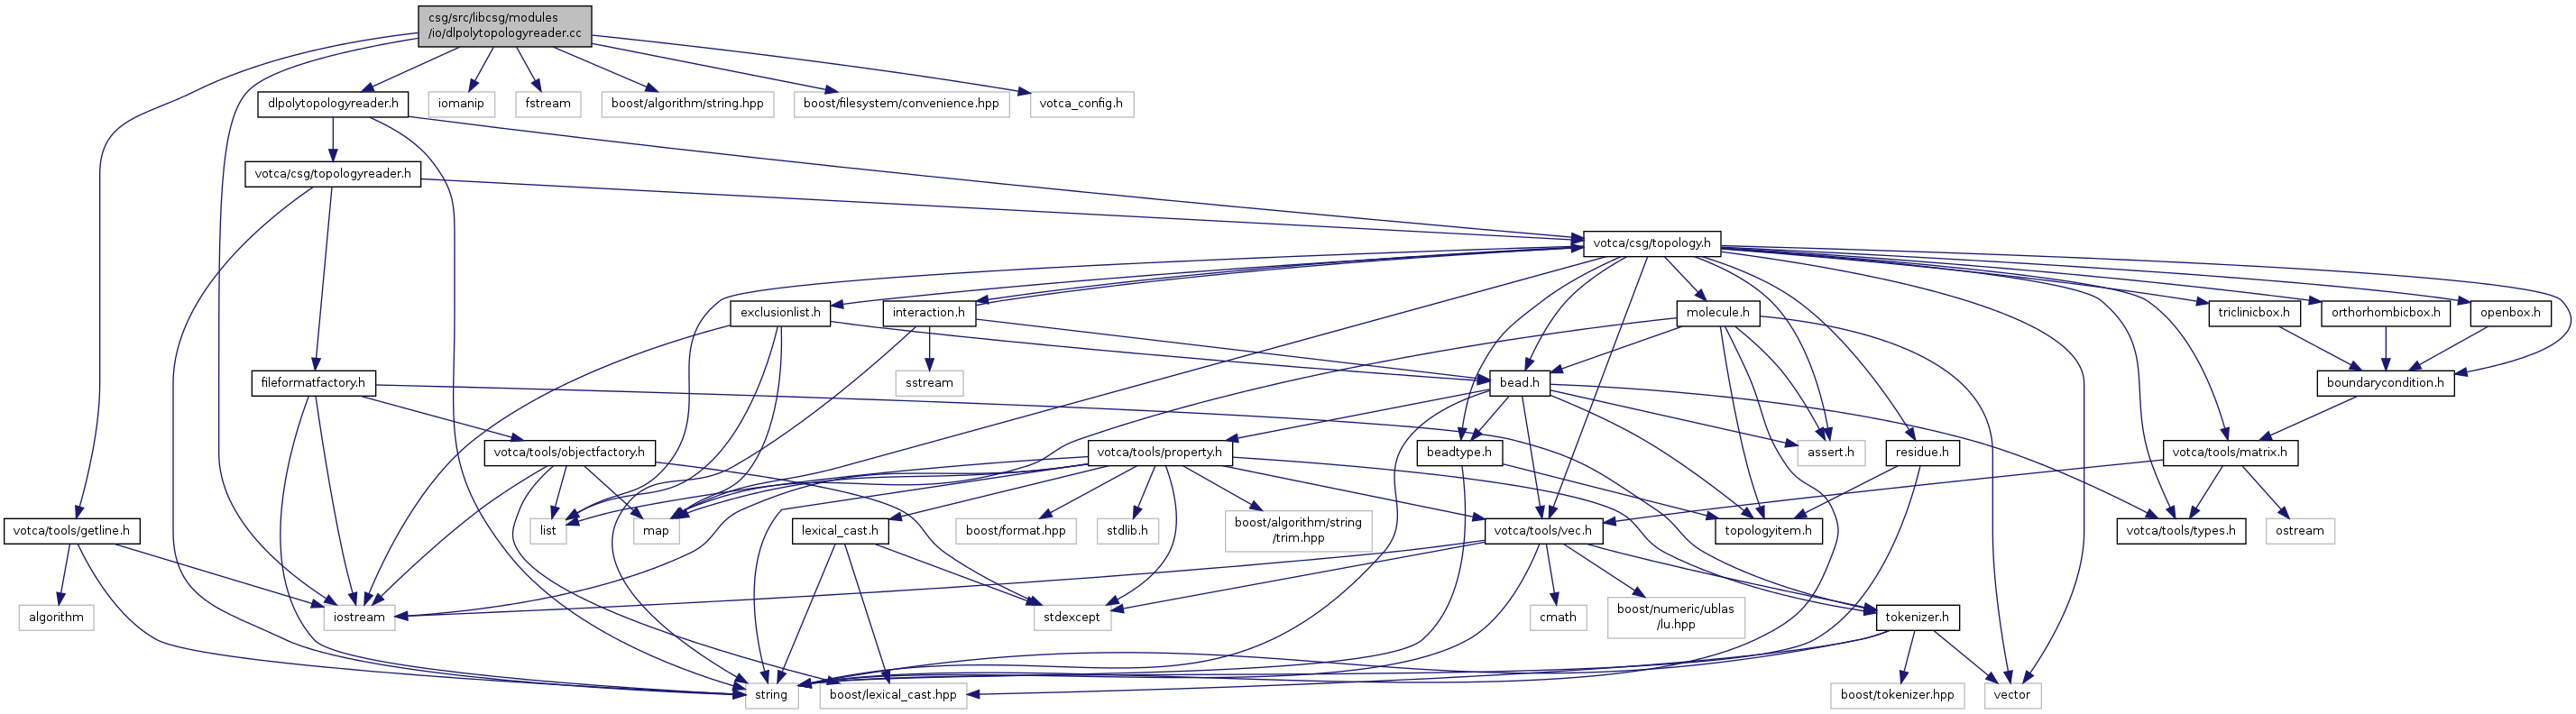 csg/src/libcsg/modules
/io/dlpolytopologyreader.cc
dlpolytopologyreader.h
iomanip
fstream
boost/algorithm/string.hpp
boost/filesystem/convenience.hpp
votca_config.h
votca/csg/topologyreader.h
votca/csg/topology.h
exclusionlist.h
interaction.h
molecule.h
triclinicbox.h
orthorhombicbox.h
openbox.h
fileformatfactory.h
sstream
bead.h
boundarycondition.h
votca/tools/objectfactory.h
votca/tools/property.h
beadtype.h
assert.h
residue.h
votca/tools/matrix.h
votca/tools/getline.h
list
map
lexical_cast.h
boost/format.hpp
stdlib.h
boost/algorithm/string
/trim.hpp
votca/tools/vec.h
topologyitem.h
votca/tools/types.h
ostream
algorithm
iostream
stdexcept
cmath
boost/numeric/ublas
/lu.hpp
tokenizer.h
string
boost/lexical_cast.hpp
boost/tokenizer.hpp
vector